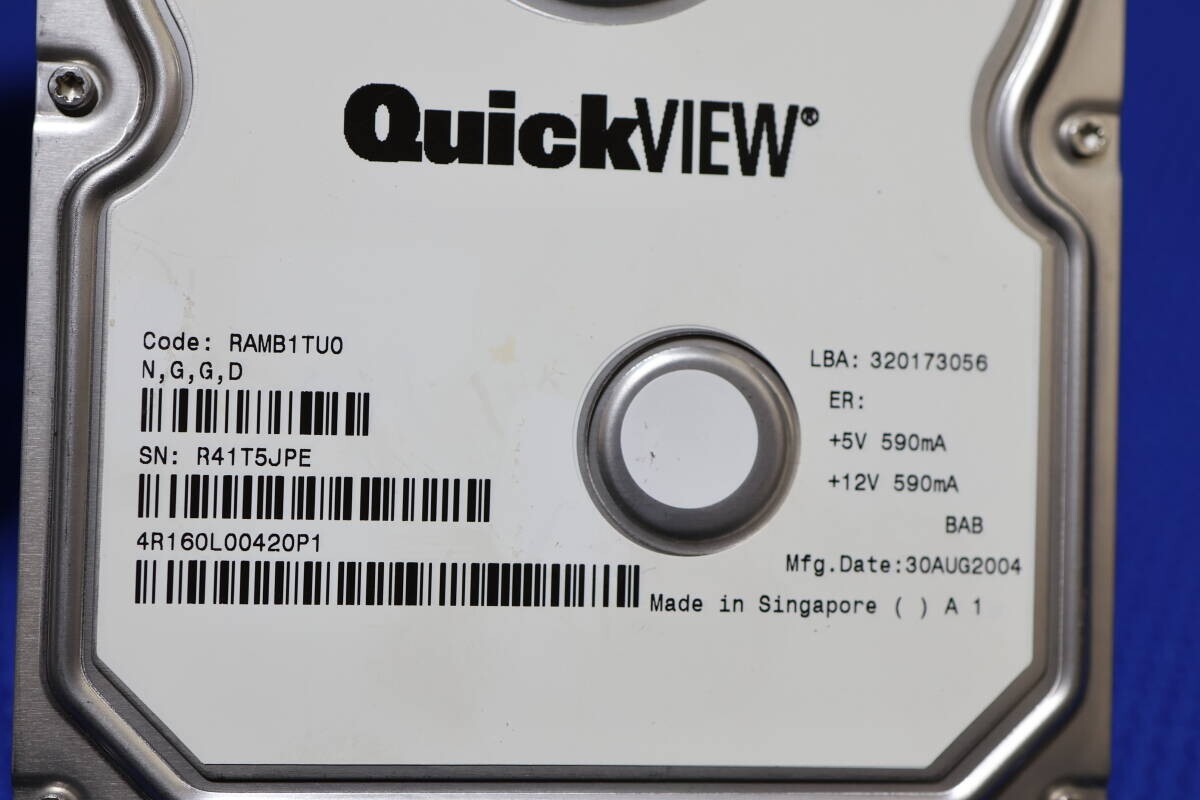 QuickVIEW®
Code: RAMB1TU0
N,G,G,D
SN: R41T5JPE
4R160L00420P1
LBA: 320173056
ER:
+5V 590mA
+12V 590mA
BAB
Mfg.Date:30AUG2004
Made in Singapore ( ) A 1